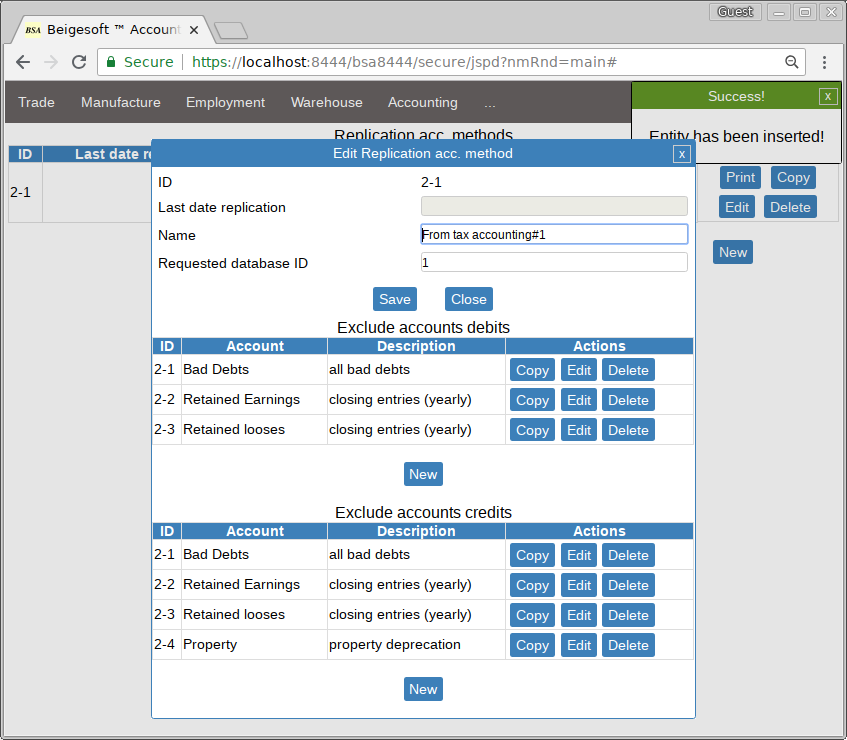 Guest
BSA Beigesoft ™ Account
Secure https://localhost:8444/bsa8444/secure/jspd?nmRnd=main#
Trade Manufacture Employment Warehouse Accounting ...
Success! x
Entity has been inserted!
Replication acc. methods
ID Last date re
2-1 Print Copy
Edit Delete
New
Edit Replication acc. method x
ID 2-1
Last date replication
Name From tax accounting#1
Requested database ID 1
Save Close
Exclude accounts debits
ID Account Description Actions
2-1 Bad Debts all bad debts Copy Edit Delete
2-2 Retained Earnings closing entries (yearly) Copy Edit Delete
2-3 Retained looses closing entries (yearly) Copy Edit Delete
New
Exclude accounts credits
ID Account Description Actions
2-1 Bad Debts all bad debts Copy Edit Delete
2-2 Retained Earnings closing entries (yearly) Copy Edit Delete
2-3 Retained looses closing entries (yearly) Copy Edit Delete
2-4 Property property deprecation Copy Edit Delete
New